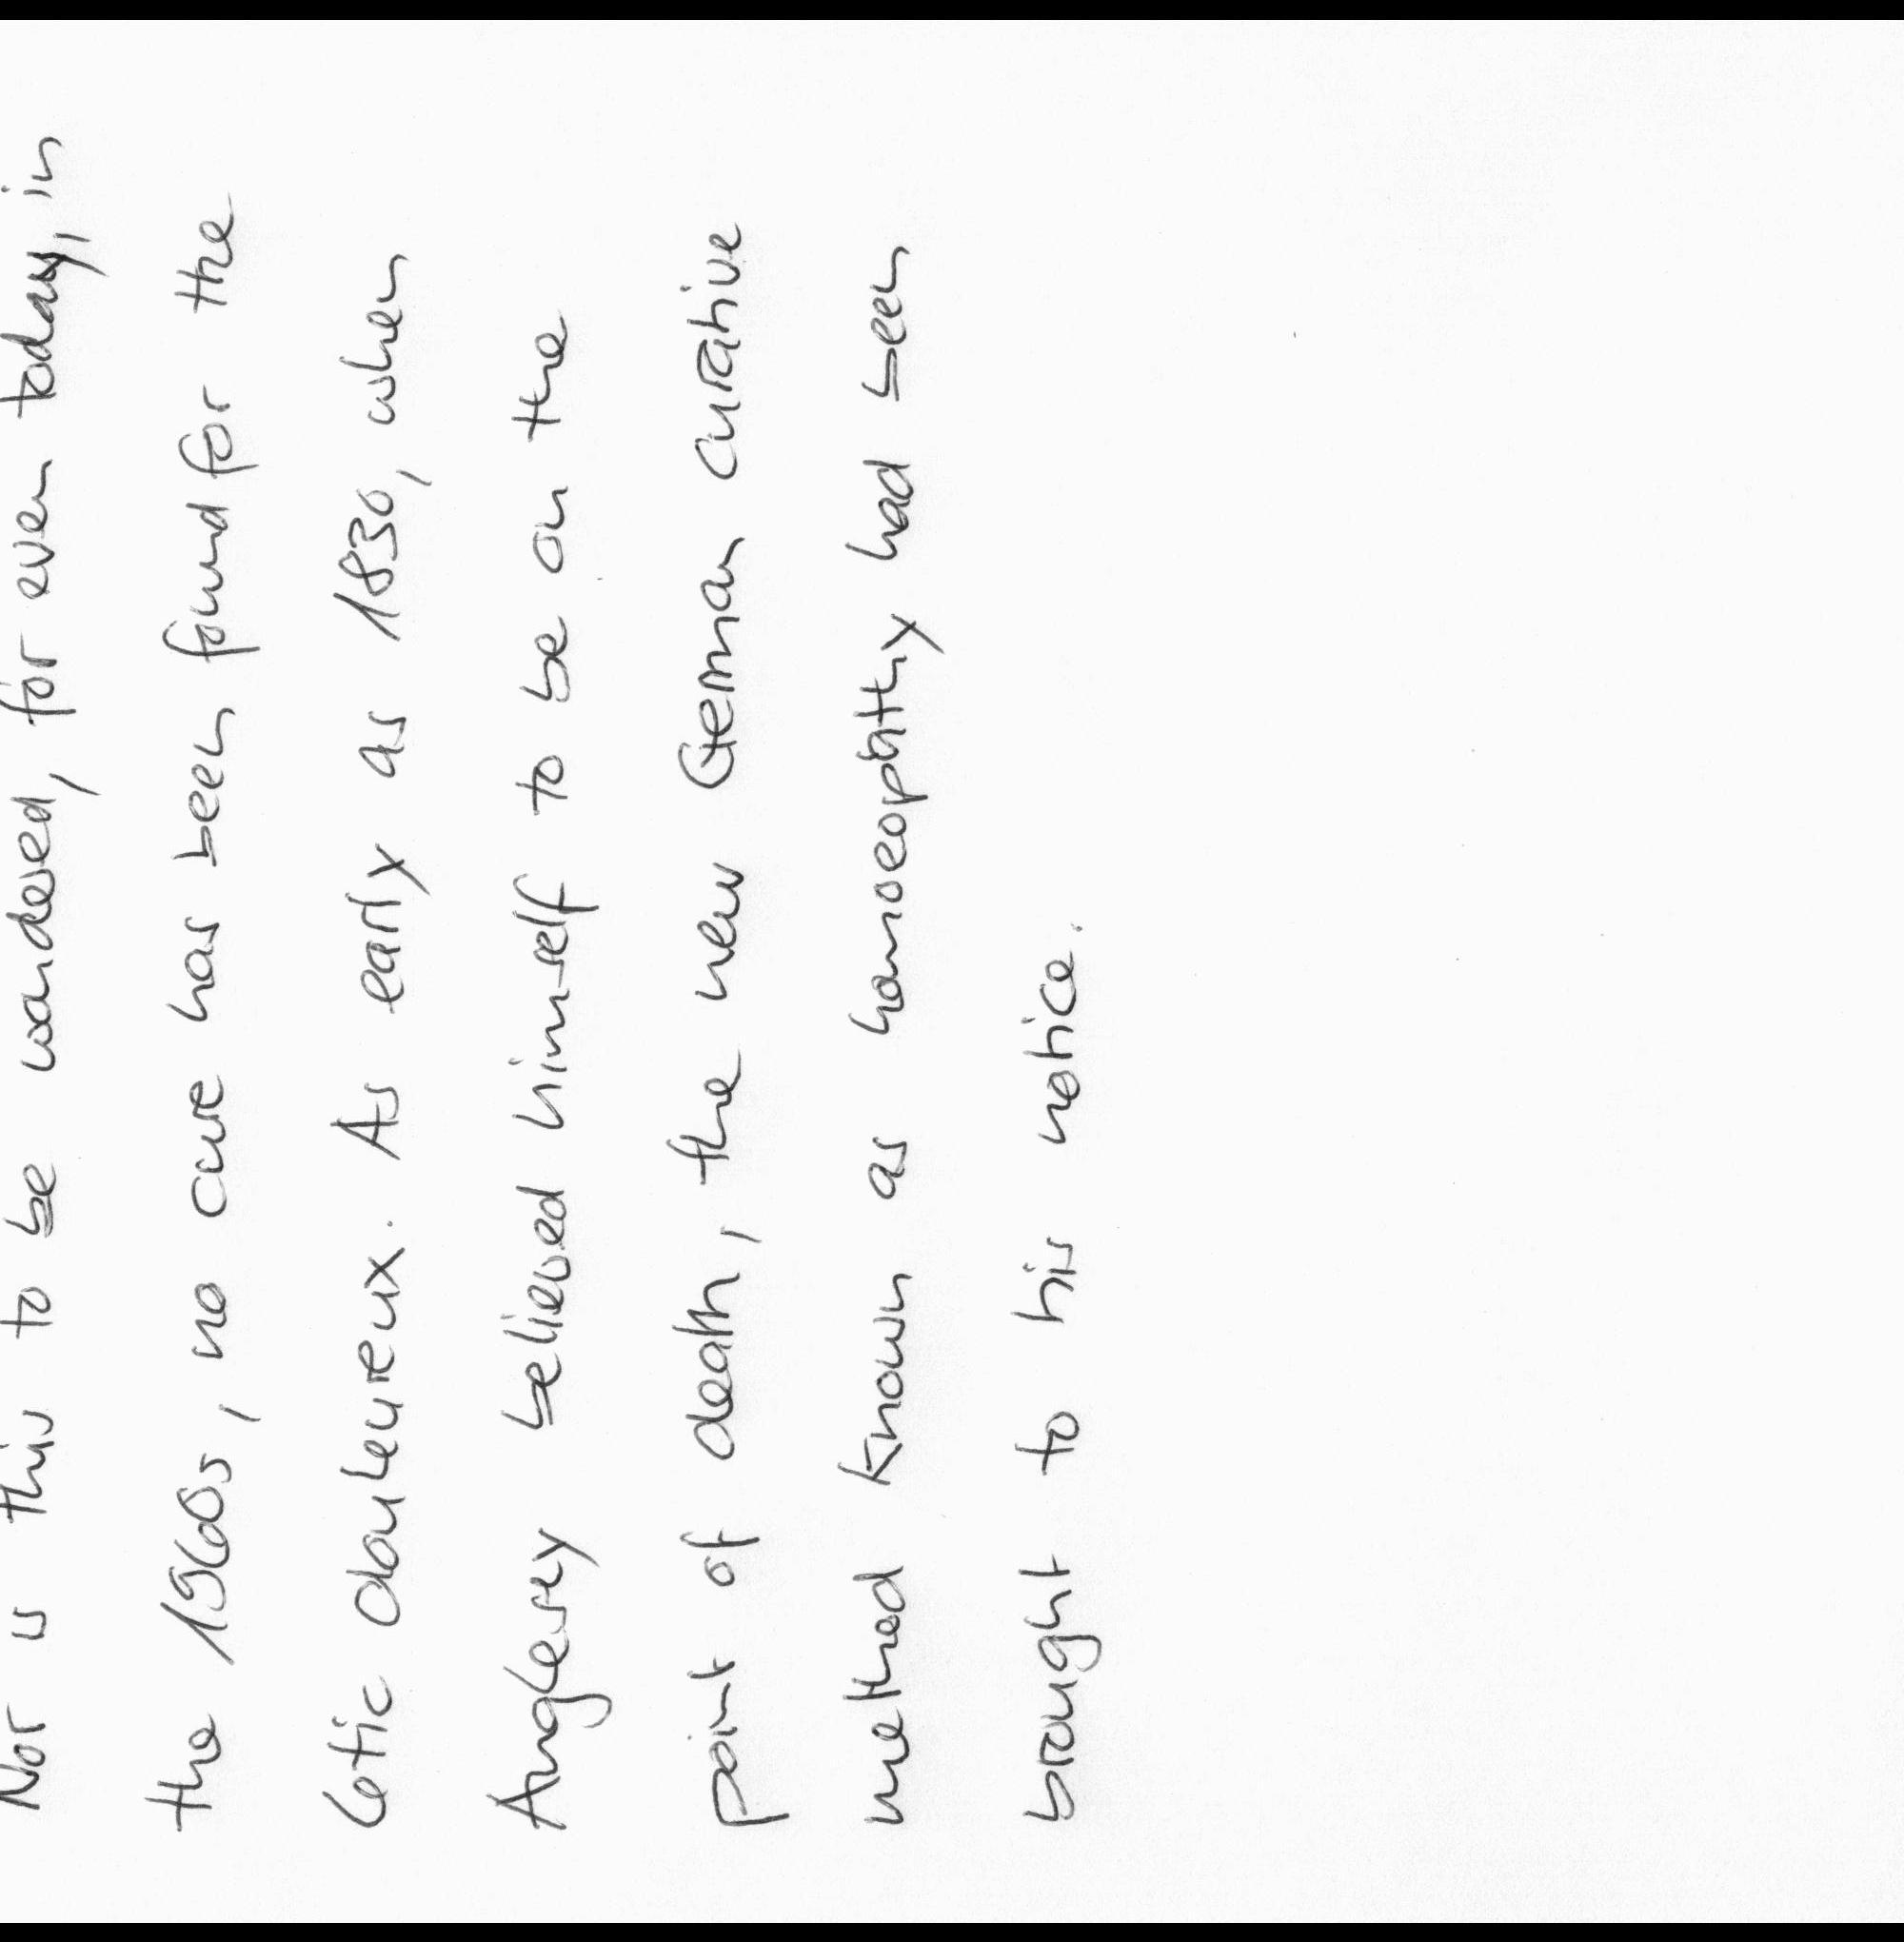 Nor is this to be wondered, for even today, in
the 1960s, no cure has been found for the
tic douleureux. As early as 1830, when
Anglesey believed himself to be on the
point of death, the new German curative
method known as homoeopathy had been
brought to his notice.